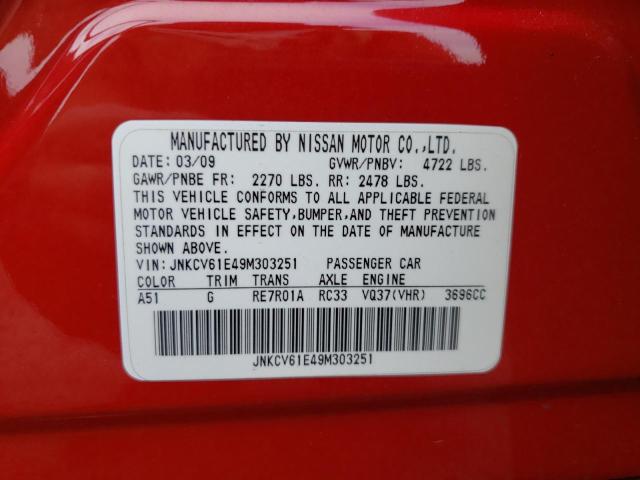 MANUFACTURED BY NISSAN MOTOR CO.,LTD.
DATE: 03/09 GVWR/PNBV: 4722 LBS.
GAWR/PNBE FR: 2270 LBS. RR: 2478 LBS.
THIS VEHICLE CONFORMS TO ALL APPLICABLE FEDERAL
MOTOR VEHICLE SAFETY,BUMPER,AND THEFT PREVENTION
STANDARDS IN EFFECT ON THE DATE OF MANUFACTURE
SHOWN ABOVE.
VIN: JNKCV61E49M303251 PASSENGER CAR
COLOR TRIM TRANS AXLE ENGINE
A51 G RE7R01A RC33 VQ37(VHR) 3696CC
JNKCV61E49M303251